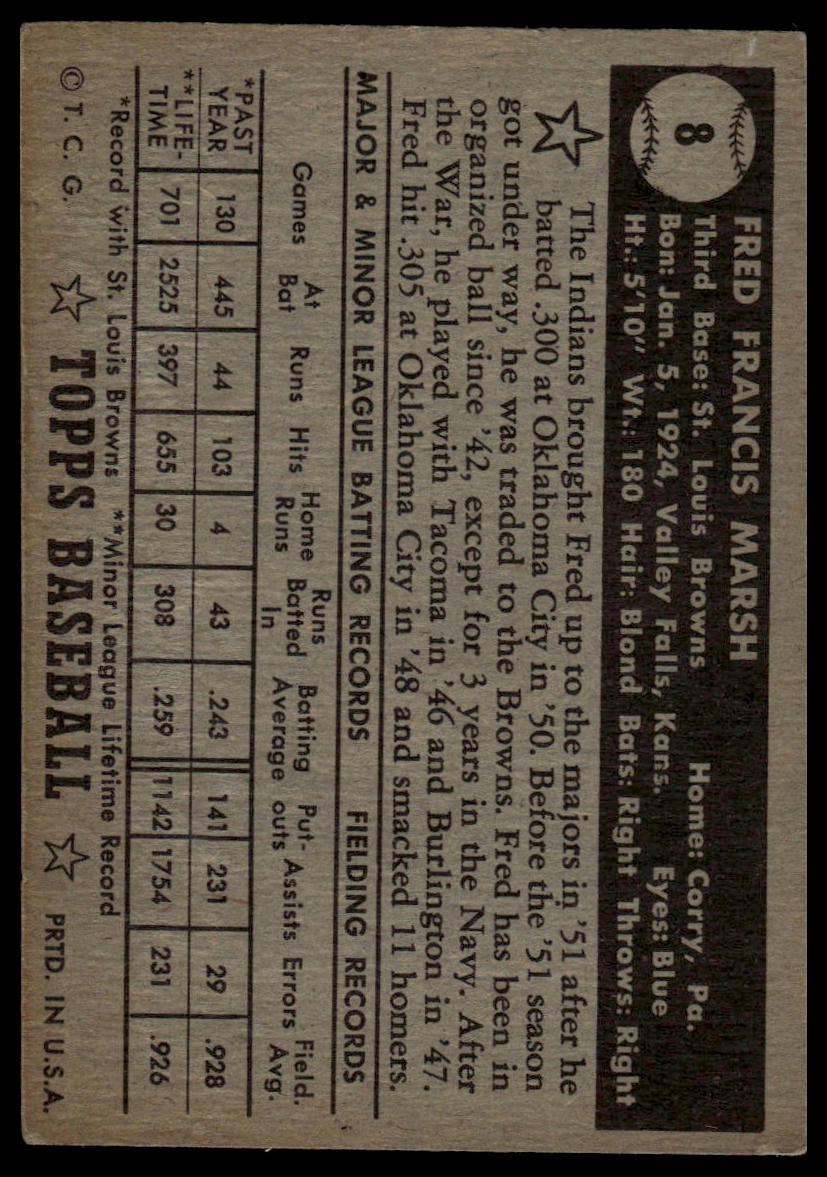 8
FRED FRANCIS MARSH
Third Base: St. Louis Browns Home: Corry, Pa.
Bon: Jan. 5, 1924, Valley Falls, Kans. Eyes: Blue
Ht.: 5'10" Wt.: 180 Hair: Blond Bats: Right Throws: Right
The Indians brought Fred up to the majors in '51 after he
batted .300 at Oklahoma City in '50. Before the '51 season
got under way, he was traded to the Browns. Fred has been in
organized ball since '42, except for 3 years in the Navy. After
the War, he played with Tacoma in '46 and Burlington in '47.
Fred hit .305 at Oklahoma City in '48 and smacked 11 homers.
MAJOR & MINOR LEAGUE BATTING RECORDS FIELDING RECORDS
Games At Bat Runs Hits Home Runs Runs Batted In Batting Average Put-outs Assists Errors Field. Avg.
*PAST YEAR 130 445 44 103 4 43 .243 141 231 29 .928
**LIFE-TIME 701 2525 397 655 30 308 .259 1142 1754 231 .926
*Record with St. Louis Browns **Minor League Lifetime Record
© T. C. G. TOPPS BASEBALL PRTD. IN U.S.A.